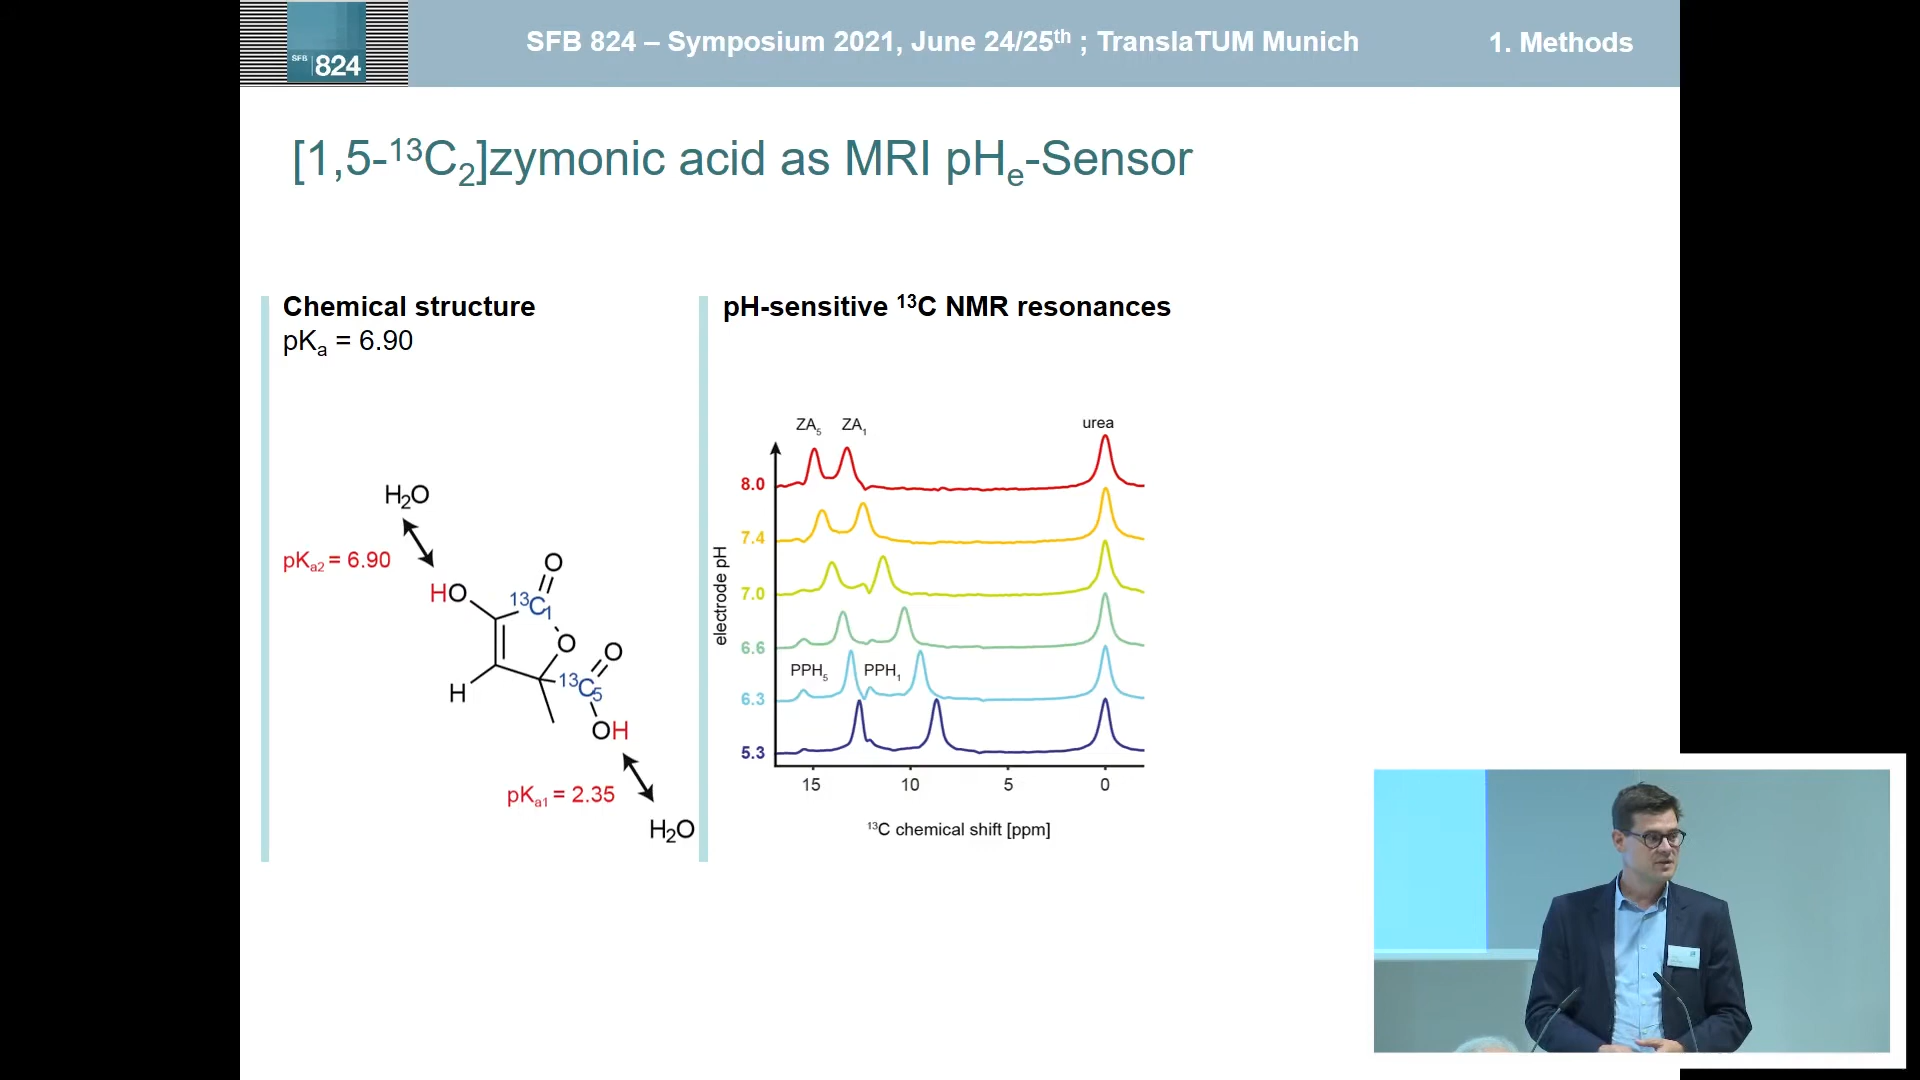 SFB 824
SFB 824 – Symposium 2021, June 24/25th ; TranslaTUM Munich
1. Methods
[1,5-¹³C₂]zymonic acid as MRI pHₑ-Sensor
Chemical structure
pKₐ = 6.90
H₂O
pKa2 = 6.90
HO
O
¹³C₁
O
O
H
¹³C₅
OH
pKa1 = 2.35
H₂O
pH-sensitive ¹³C NMR resonances
ZA₅ ZA₁ urea
8.0
7.4
7.0
electrode pH
6.6
PPH₅ PPH₁
6.3
5.3
15 10 5 0
¹³C chemical shift [ppm]